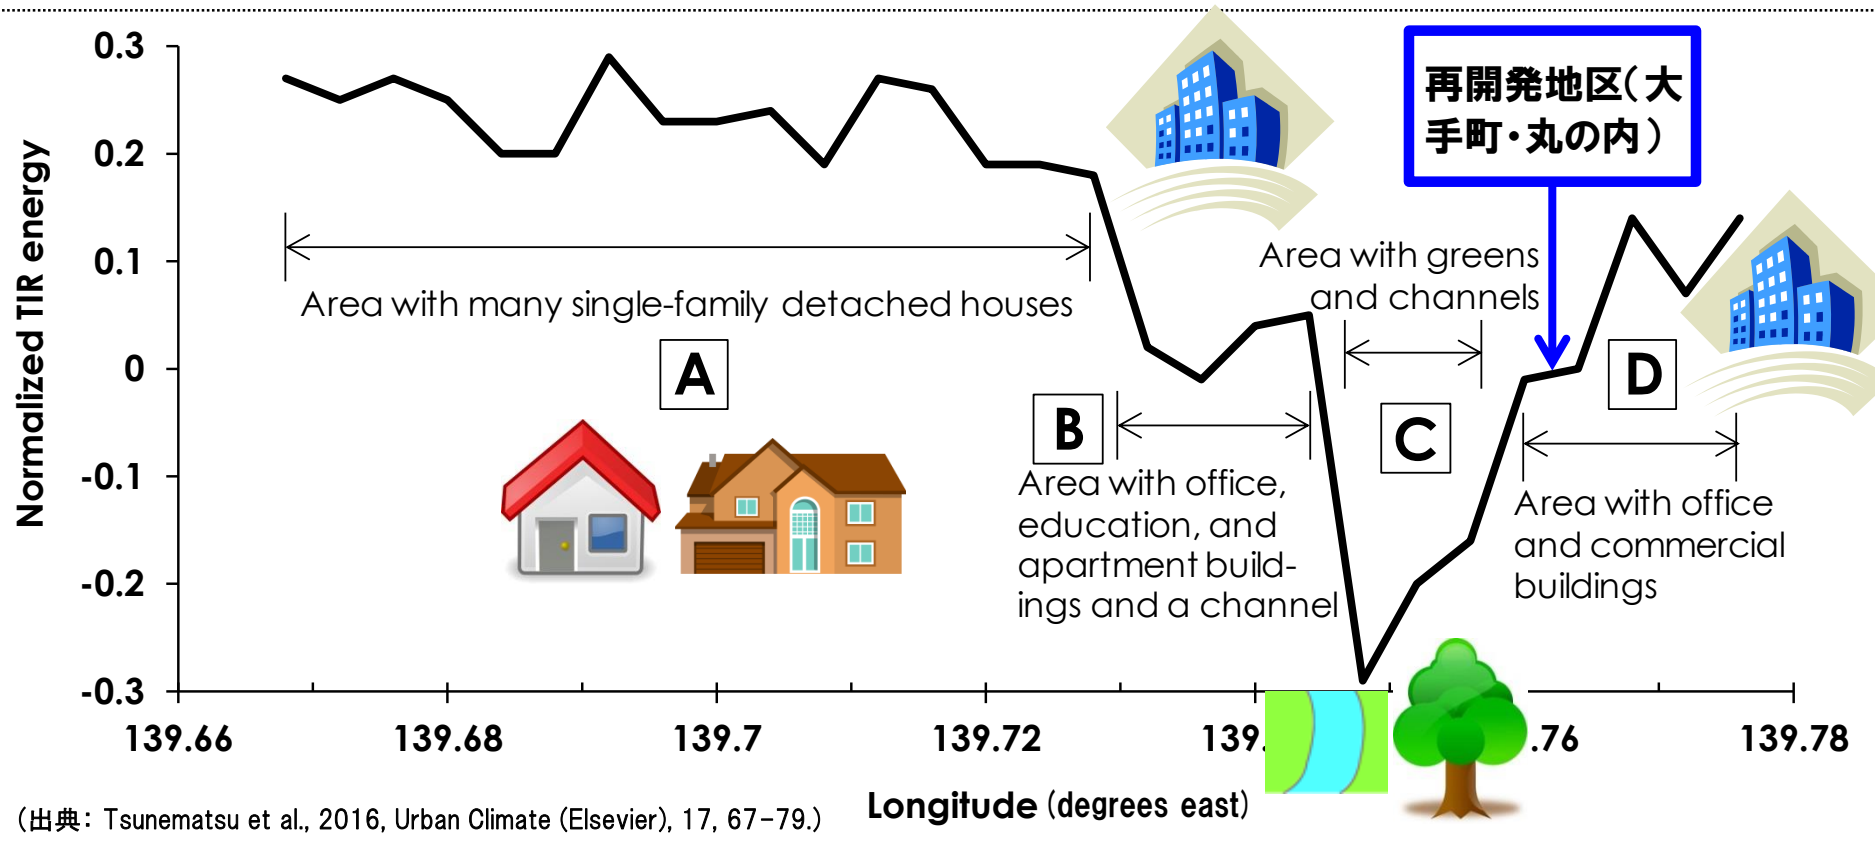 0.3
0.2
0.1
0
-0.1
-0.2
-0.3
Normalized TIR energy
再開発地区(大
手町・丸の内)
Area with many single-family detached houses
A
Area with greens
and channels
B
Area with office,
education, and
apartment build-
ings and a channel
C
D
Area with office
and commercial
buildings
139.66
139.68
139.7
139.72
139.
.76
139.78
Longitude (degrees east)
(出典: Tsunematsu et al., 2016, Urban Climate (Elsevier), 17, 67-79.)